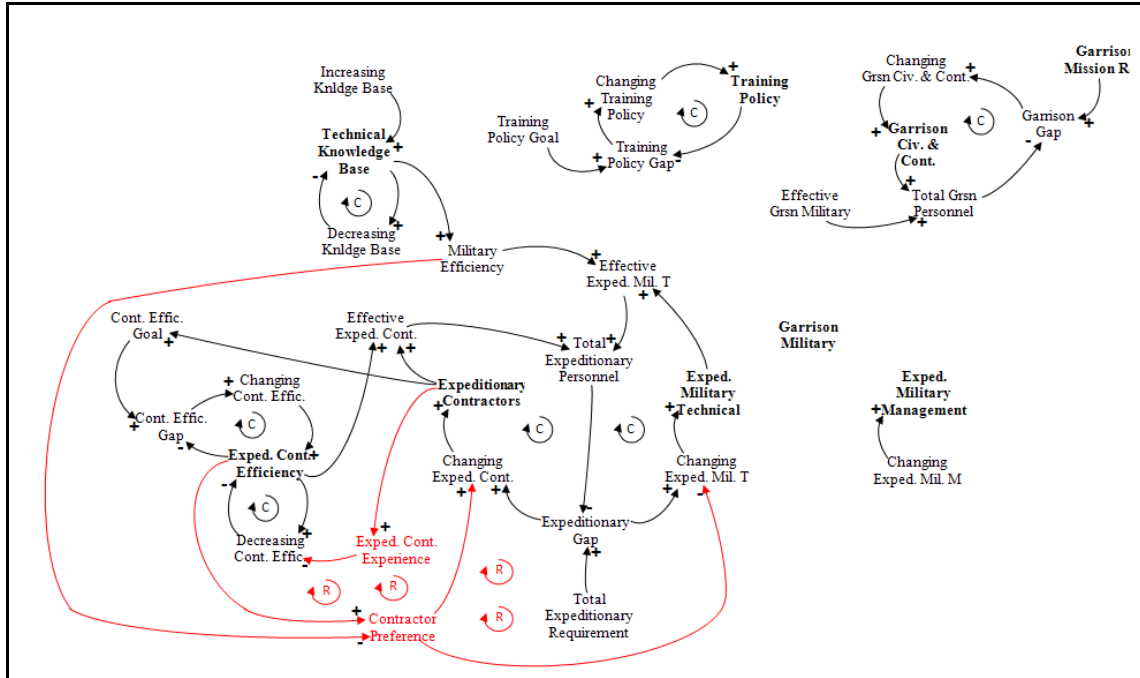 Increasing
Knldge Base
Technical
Knowledge
Base
C
Decreasing
Knldge Base
Changing
Training
Policy
Training
Policy
C
Training
Policy Goal
Training
Policy Gap
Changing
Grsn Civ. & Cont.
Garrison
Mission R
C
Garrison
Gap
Garrison
Civ. &
Cont.
Effective
Grsn Military
Total Grsn
Personnel
Military
Efficiency
Effective
Exped. Mil. T
Cont. Effic.
Goal
Effective
Exped. Cont.
Total
Expeditionary
Personnel
Garrison
Military
Changing
Cont. Effic.
Expeditionary
Contractors
Exped.
Military
Technical
Exped.
Military
Management
Cont. Effic.
Gap
C
C
C
Exped. Cont.
Efficiency
Changing
Exped. Cont.
Changing
Exped. Mil. T
Changing
Exped. Mil. M
C
Decreasing
Cont. Effic.
Exped. Cont.
Experience
Expeditionary
Gap
R
R
R
R
Contractor
Preference
Total
Expeditionary
Requirement